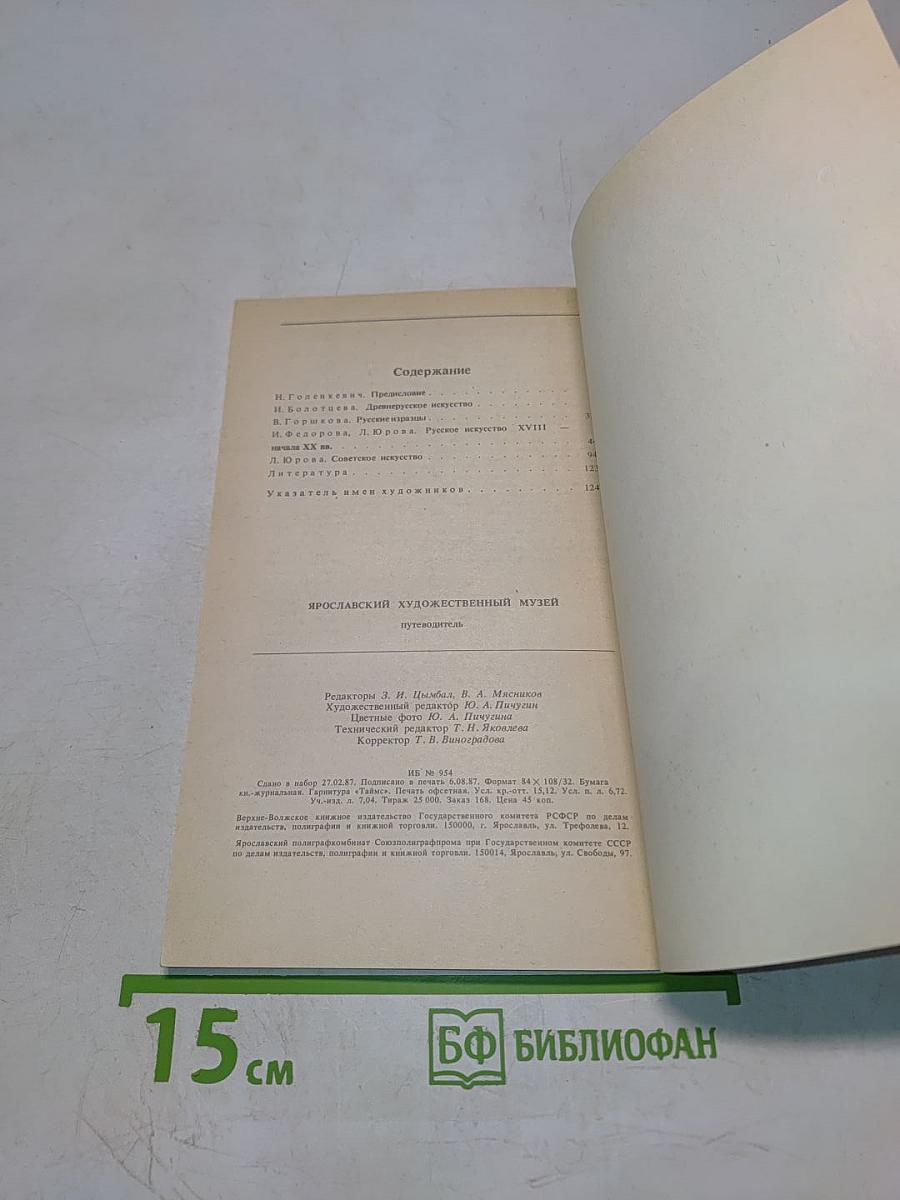 Содержание
Н. Голенкевич. Предисловие . . . . . . . . . . .
И. Болотцева. Древнерусское искусство . . . . . . . .
В. Горшкова. Русские изразцы . . . . . . . . . .
И. Федорова, Л. Юрова. Русское искусство XVIII —
начала XX вв. . . . . . . . . . . . . . . . .
Л. Юрова. Советское искусство . . . . . . . . . . 94
Литература . . . . . . . . . . . . . . . 123
Указатель имен художников . . . . . . . . . 124
ЯРОСЛАВСКИЙ ХУДОЖЕСТВЕННЫЙ МУЗЕЙ
путеводитель
Редакторы З. И. Цымбал, В. А. Мясников
Художественный редактор Ю. А. Пичугин
Цветные фото Ю. А. Пичугина
Технический редактор Т. Н. Яковлева
Корректор Т. В. Виноградова
ИБ № 954
Сдано в набор 27.02.87. Подписано в печать 6.08.87. Формат 84 × 108/32. Бумага
кн.-журнальная. Гарнитура «Таймс». Печать офсетная. Усл. кр.-отт. 15,12. Усл. п. л. 6,72.
Уч.-изд. л. 7,04. Тираж 25 000. Заказ 168. Цена 45 коп.
Верхне-Волжское книжное издательство Государственного комитета РСФСР по делам
издательств, полиграфии и книжной торговли. 150000, г. Ярославль, ул. Трефолева, 12.
Ярославский полиграфкомбинат Союзполиграфпрома при Государственном комитете СССР
по делам издательств, полиграфии и книжной торговли. 150014, Ярославль, ул. Свободы, 97.
15 см
БФ БИБЛИОФАН